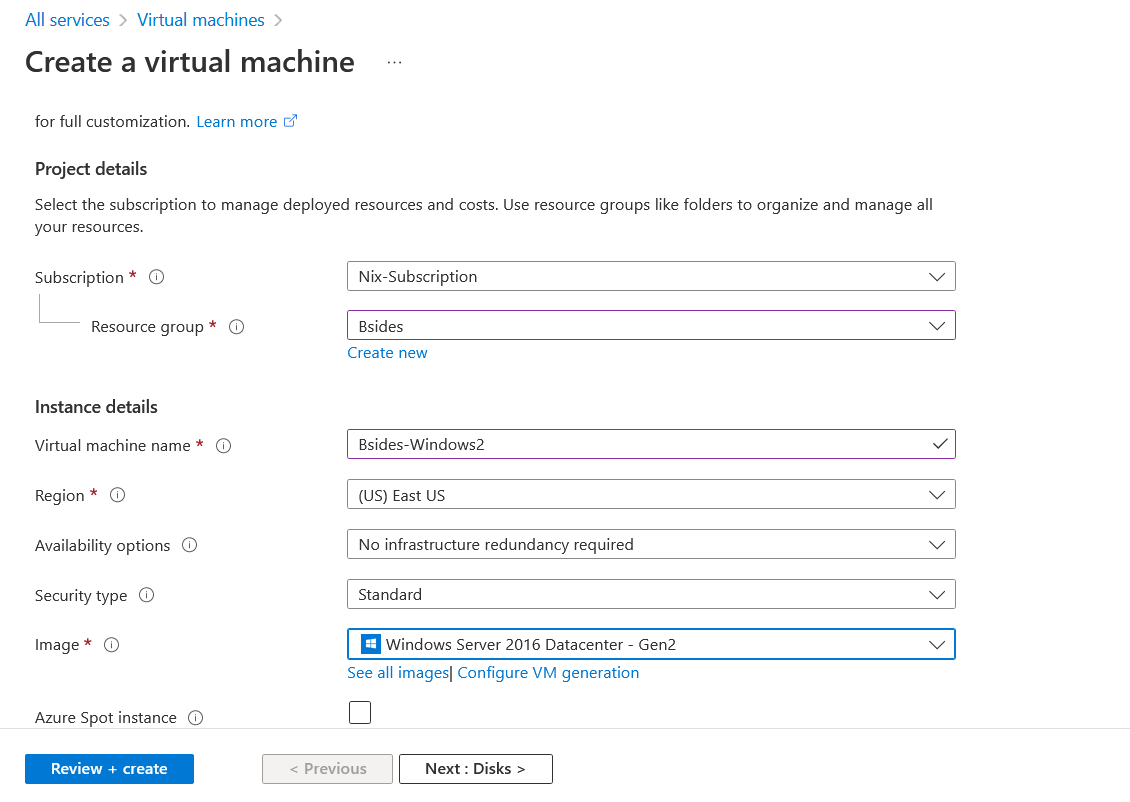 All services > Virtual machines >
Create a virtual machine ...
for full customization. Learn more
Project details
Select the subscription to manage deployed resources and costs. Use resource groups like folders to organize and manage all
your resources.
Subscription * Nix-Subscription
Resource group * Bsides
Create new
Instance details
Virtual machine name * Bsides-Windows2
Region * (US) East US
Availability options No infrastructure redundancy required
Security type Standard
Image * Windows Server 2016 Datacenter - Gen2
See all images| Configure VM generation
Azure Spot instance
Review + create < Previous Next : Disks >